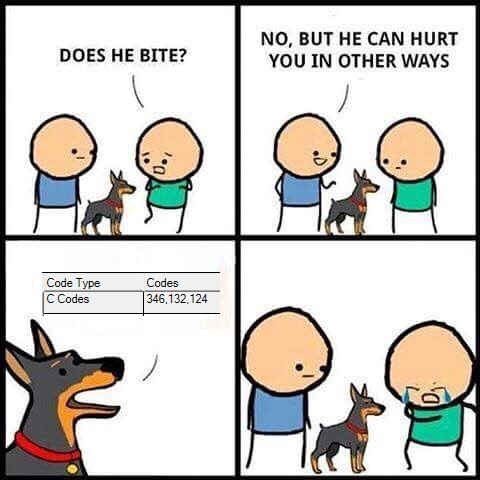 DOES HE BITE?
NO, BUT HE CAN HURT
YOU IN OTHER WAYS
Code Type Codes
C Codes 346,132,124